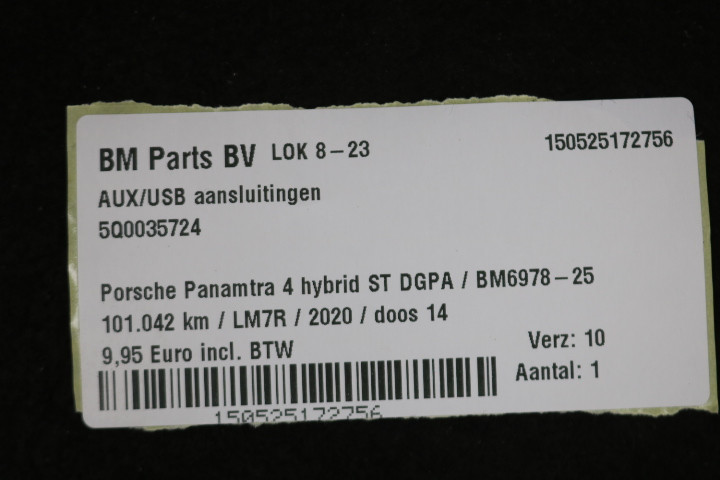 BM Parts BV LOK 8-23 150525172756
AUX/USB aansluitingen
5Q0035724
Porsche Panamtra 4 hybrid ST DGPA / BM6978-25
101.042 km / LM7R / 2020 / doos 14
9,95 Euro incl. BTW Verz: 10
Aantal: 1
150525172756